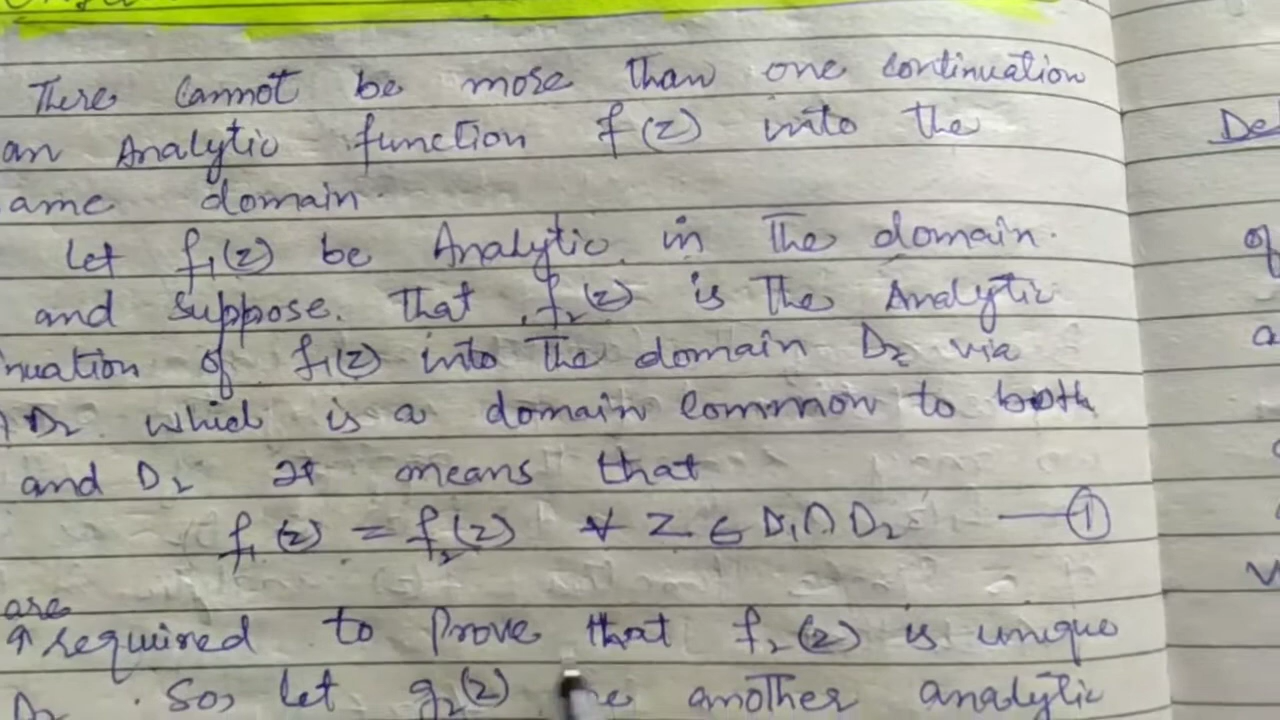 There cannot be more than one continuation
an Analytic function f(z) into the
ame domain.
Let f₁(z) be Analytic in the domain.
and suppose. that f₂(z) is the Analytic
nuation of f₁(z) into the domain D₂ via
∩ D₂ which is a domain common to both
and D₂ It means that
f₁(z) = f₂(z) ∀ z ∈ D₁∩D₂ —①
are
required to prove that f₂(z) is unique
D₂. So, let g₂(z) another analytic
De
of
a